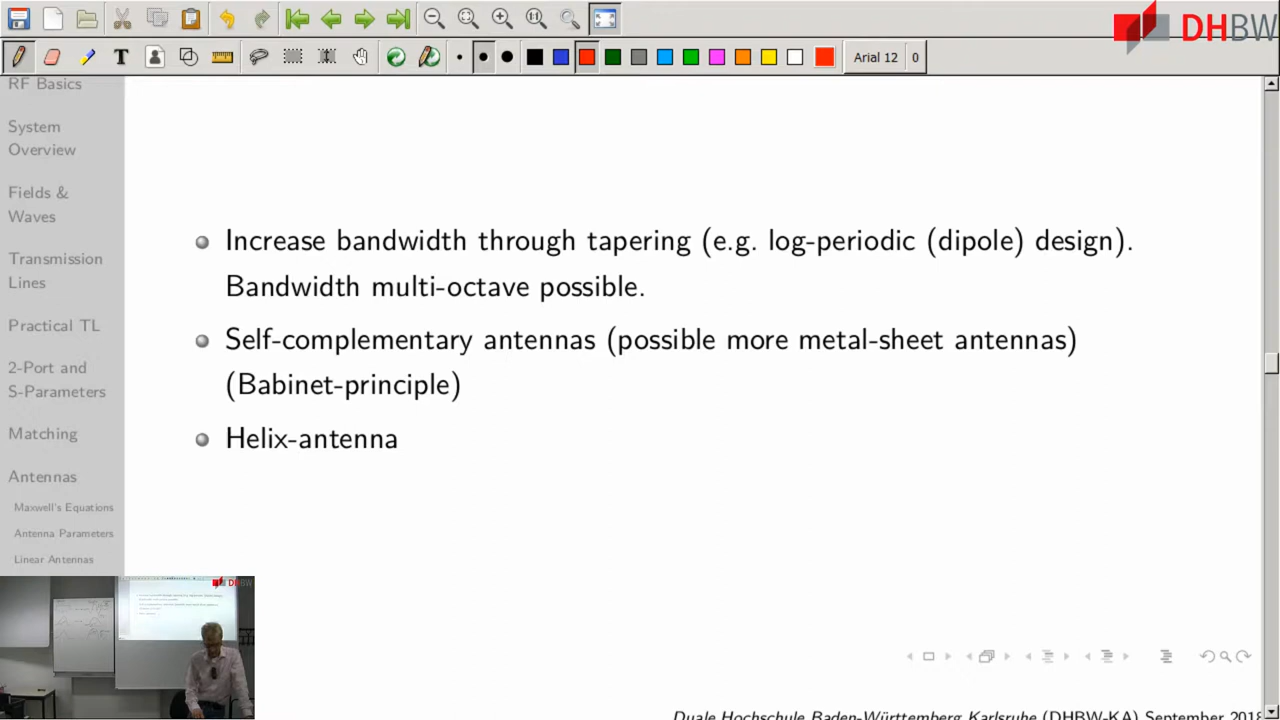 DHBW
T
Arial 12
0
RF Basics
System
Overview
Fields &
Waves
Transmission
Lines
Practical TL
2-Port and
S-Parameters
Matching
Antennas
Maxwell's Equations
Antenna Parameters
Linear Antennas
Increase bandwidth through tapering (e.g. log-periodic (dipole) design).
Bandwidth multi-octave possible.
Self-complementary antennas (possible more metal-sheet antennas)
(Babinet-principle)
Helix-antenna
DHBW
Duale Hochschule Baden-Württemberg Karlsruhe (DHBW-KA) September 2018